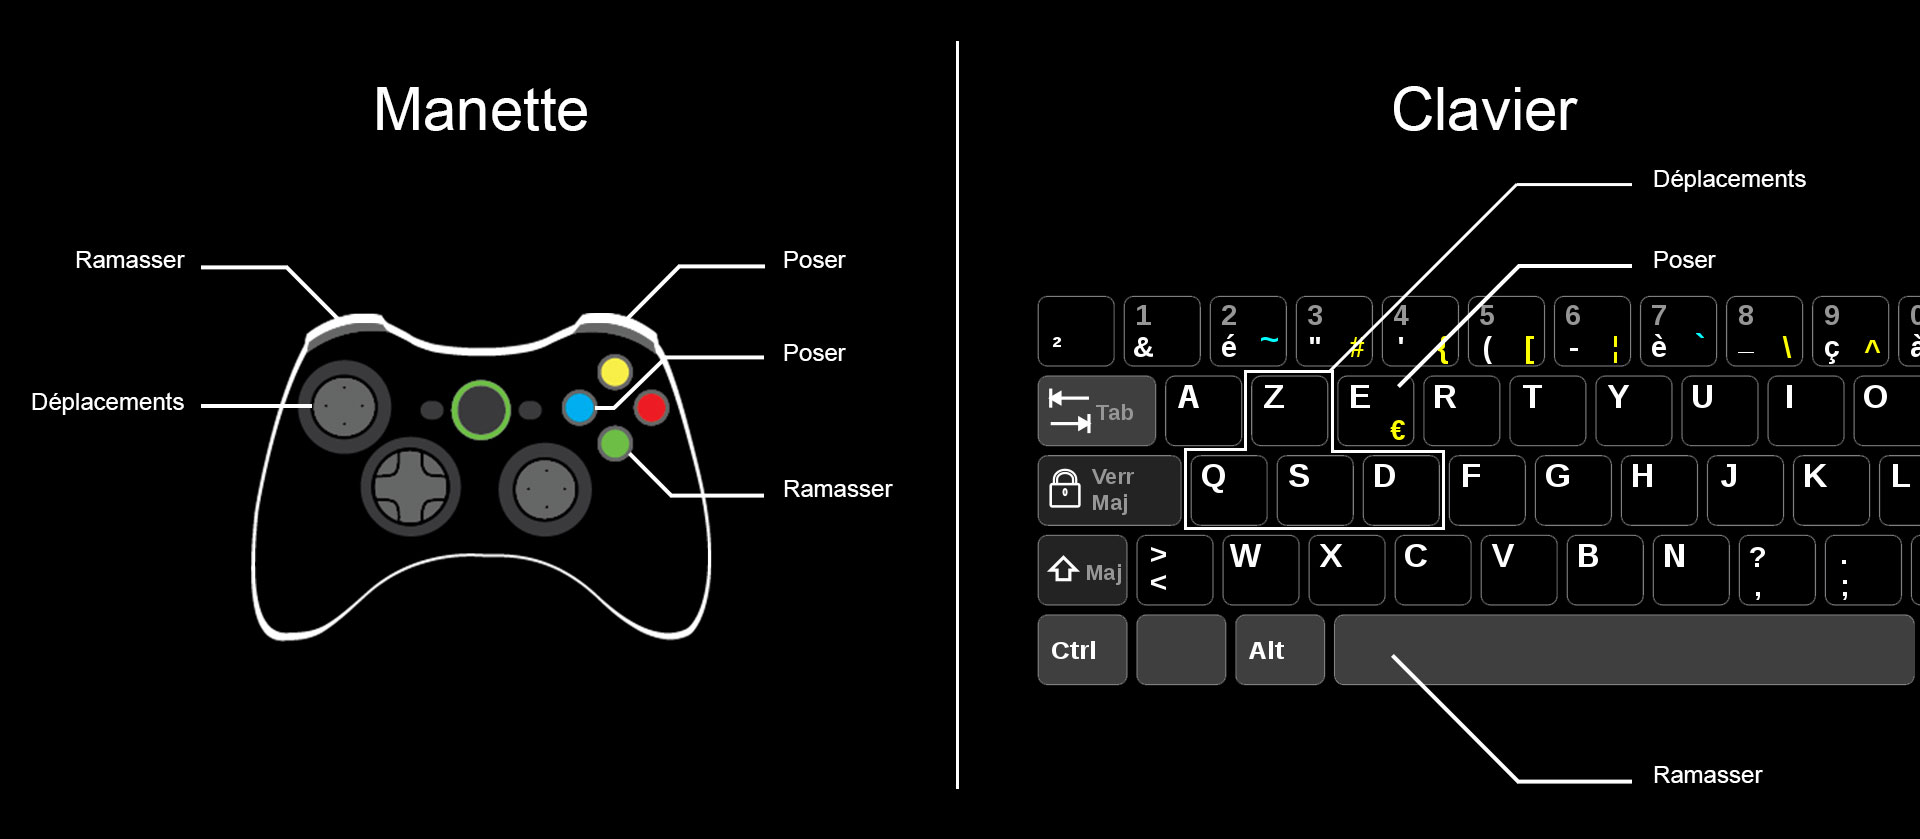 Manette
Ramasser
Poser
Poser
Déplacements
Ramasser
Clavier
Déplacements
Poser
² 1 & 2 é ~ 3 " # 4 ' { 5 ( [ 6 - ¦ 7 è ` 8 _ \ 9 ç ^ 0 à
Tab A Z E € R T Y U I O
Verr Maj Q S D F G H J K L
Maj > < W X C V B N ? , . ;
Ctrl Alt
Ramasser